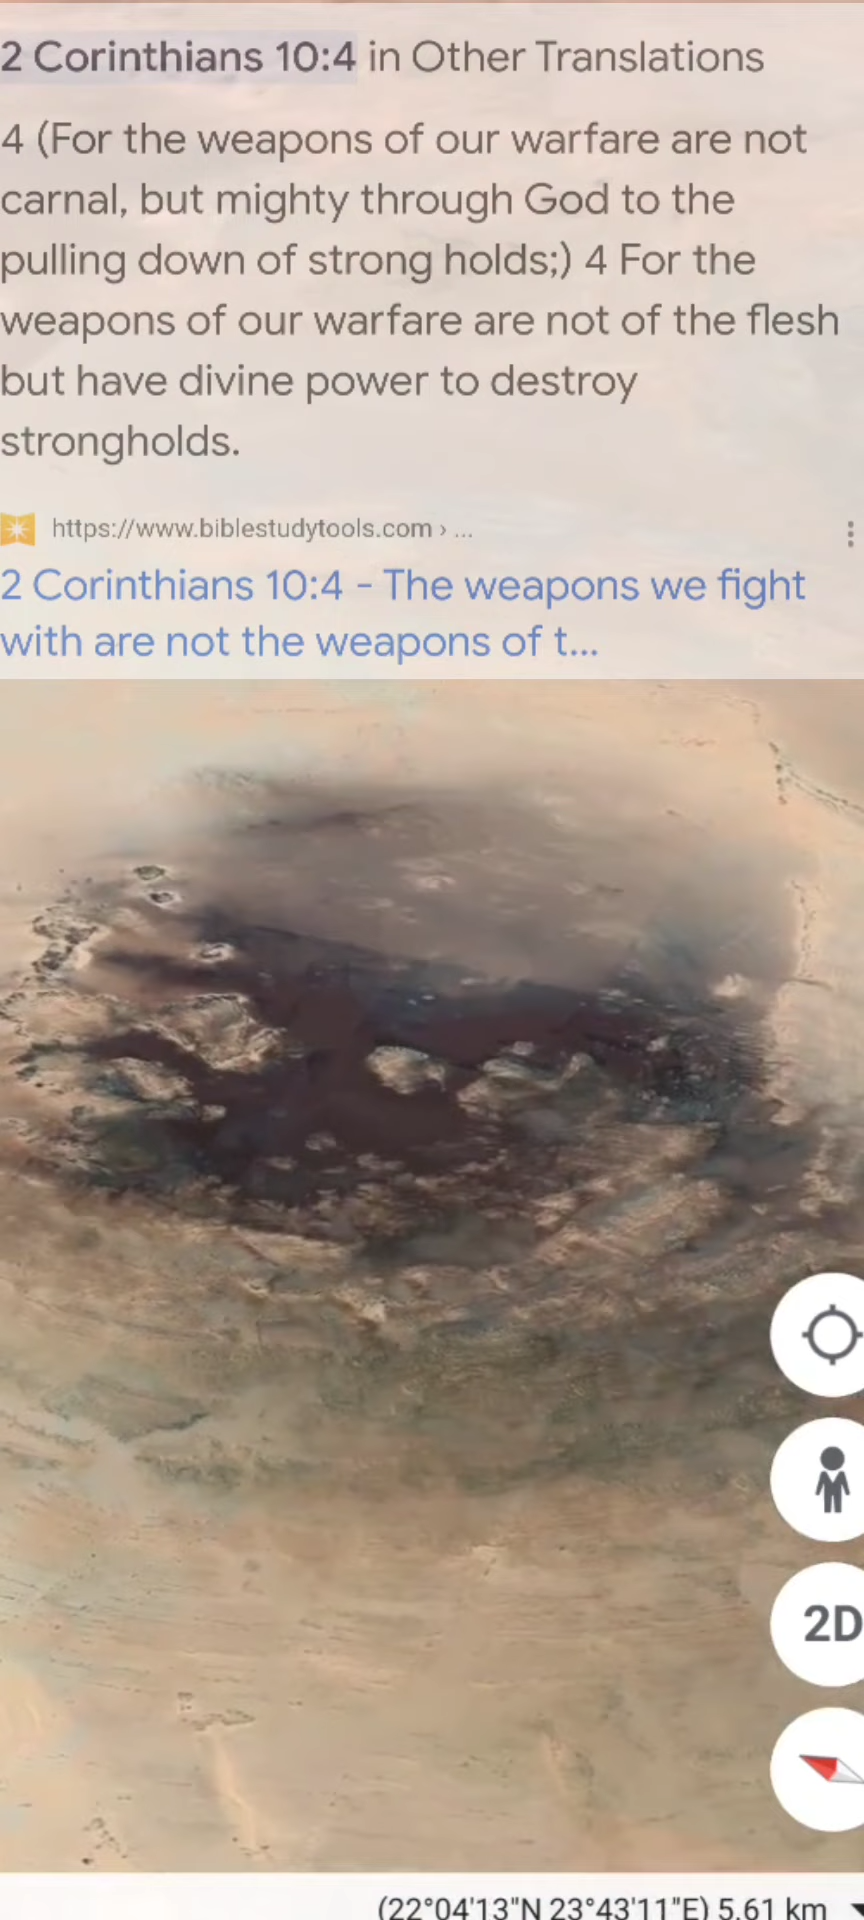 2 Corinthians 10:4 in Other Translations
4 (For the weapons of our warfare are not
carnal, but mighty through God to the
pulling down of strong holds;) 4 For the
weapons of our warfare are not of the flesh
but have divine power to destroy
strongholds.
https://www.biblestudytools.com › ...
2 Corinthians 10:4 - The weapons we fight
with are not the weapons of t...
2D
(22°04'13"N 23°43'11"E) 5.61 km